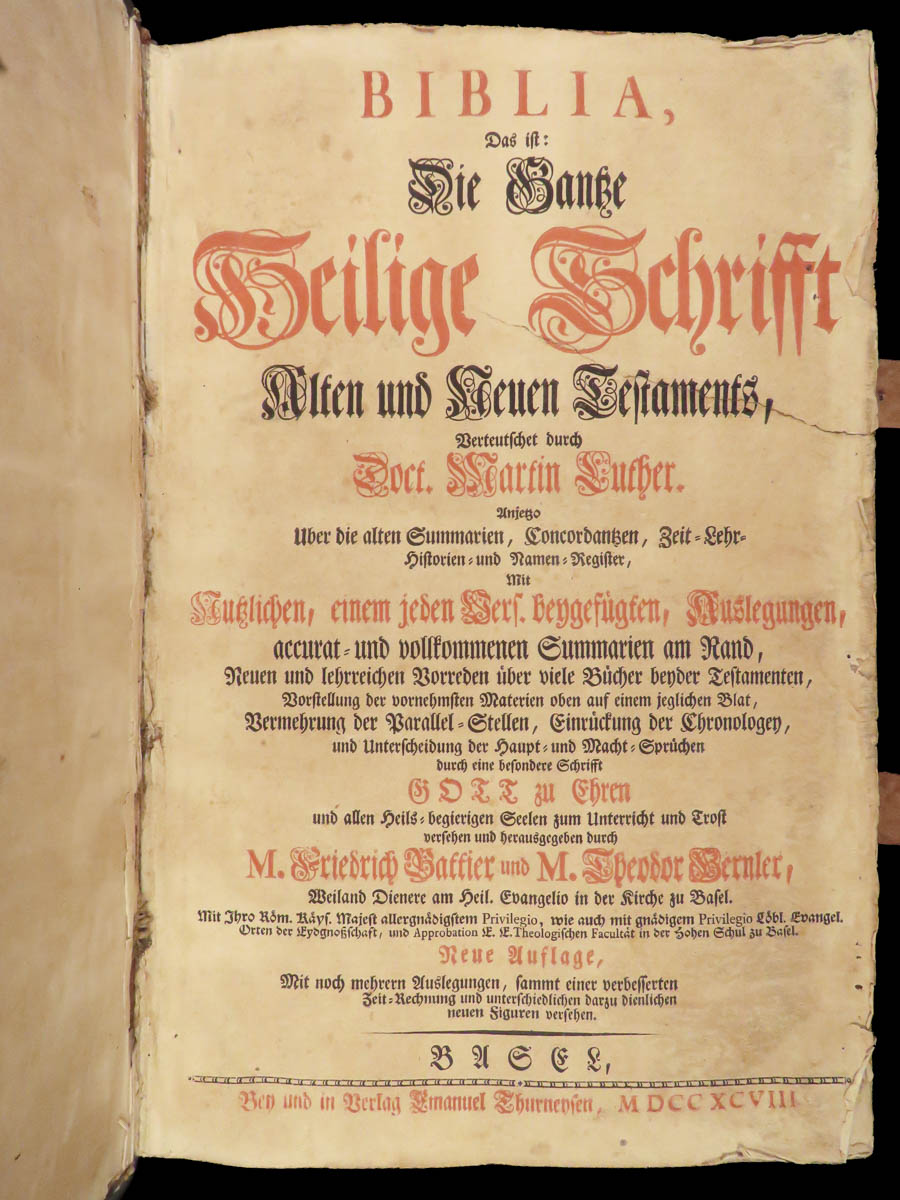 BIBLIA,
Das ist:
Die Gantze
Heilige Schrifft
Alten und Neuen Testaments,
Verteutschet durch
Doct. Martin Luther.
Anjetzo
Uber die alten Summarien, Concordantzen, Zeit-Lehr-
Historien- und Namen-Register,
Mit
Nutzlichen, einem jeden Vers. beygefügten, Auslegungen,
accurat- und vollkommenen Summarien am Rand,
Neuen und lehrreichen Vorreden über viele Bücher beyder Testamenten,
Vorstellung der vornehmsten Materien oben auf einem jeglichen Blat,
Vermehrung der Parallel-Stellen, Einrückung der Chronologey,
und Unterscheidung der Haupt- und Macht-Sprüchen
durch eine besondere Schrifft
GOTT zu Ehren
und allen Heils-begierigen Seelen zum Unterricht und Trost
versehen und herausgegeben durch
M. Friedrich Battier und M. Theodor Gernler,
Weiland Dienere am Heil. Evangelio in der Kirche zu Basel.
Mit Ihro Röm. Kays. Majest allergnädigstem Privilegio, wie auch mit gnädigem Privilegio Löbl. Evangel.
Orten der Eydgnoßschaft, und Approbation E. E. Theologischen Facultät in der Hohen Schul zu Basel.
Neue Auflage,
Mit noch mehrern Auslegungen, sammt einer verbesserten
Zeit-Rechnung und unterschiedlichen darzu dienlichen
neuen Figuren versehen.
BASEL,
Bey und in Verlag Emanuel Thurneysen, MDCCXCVIII